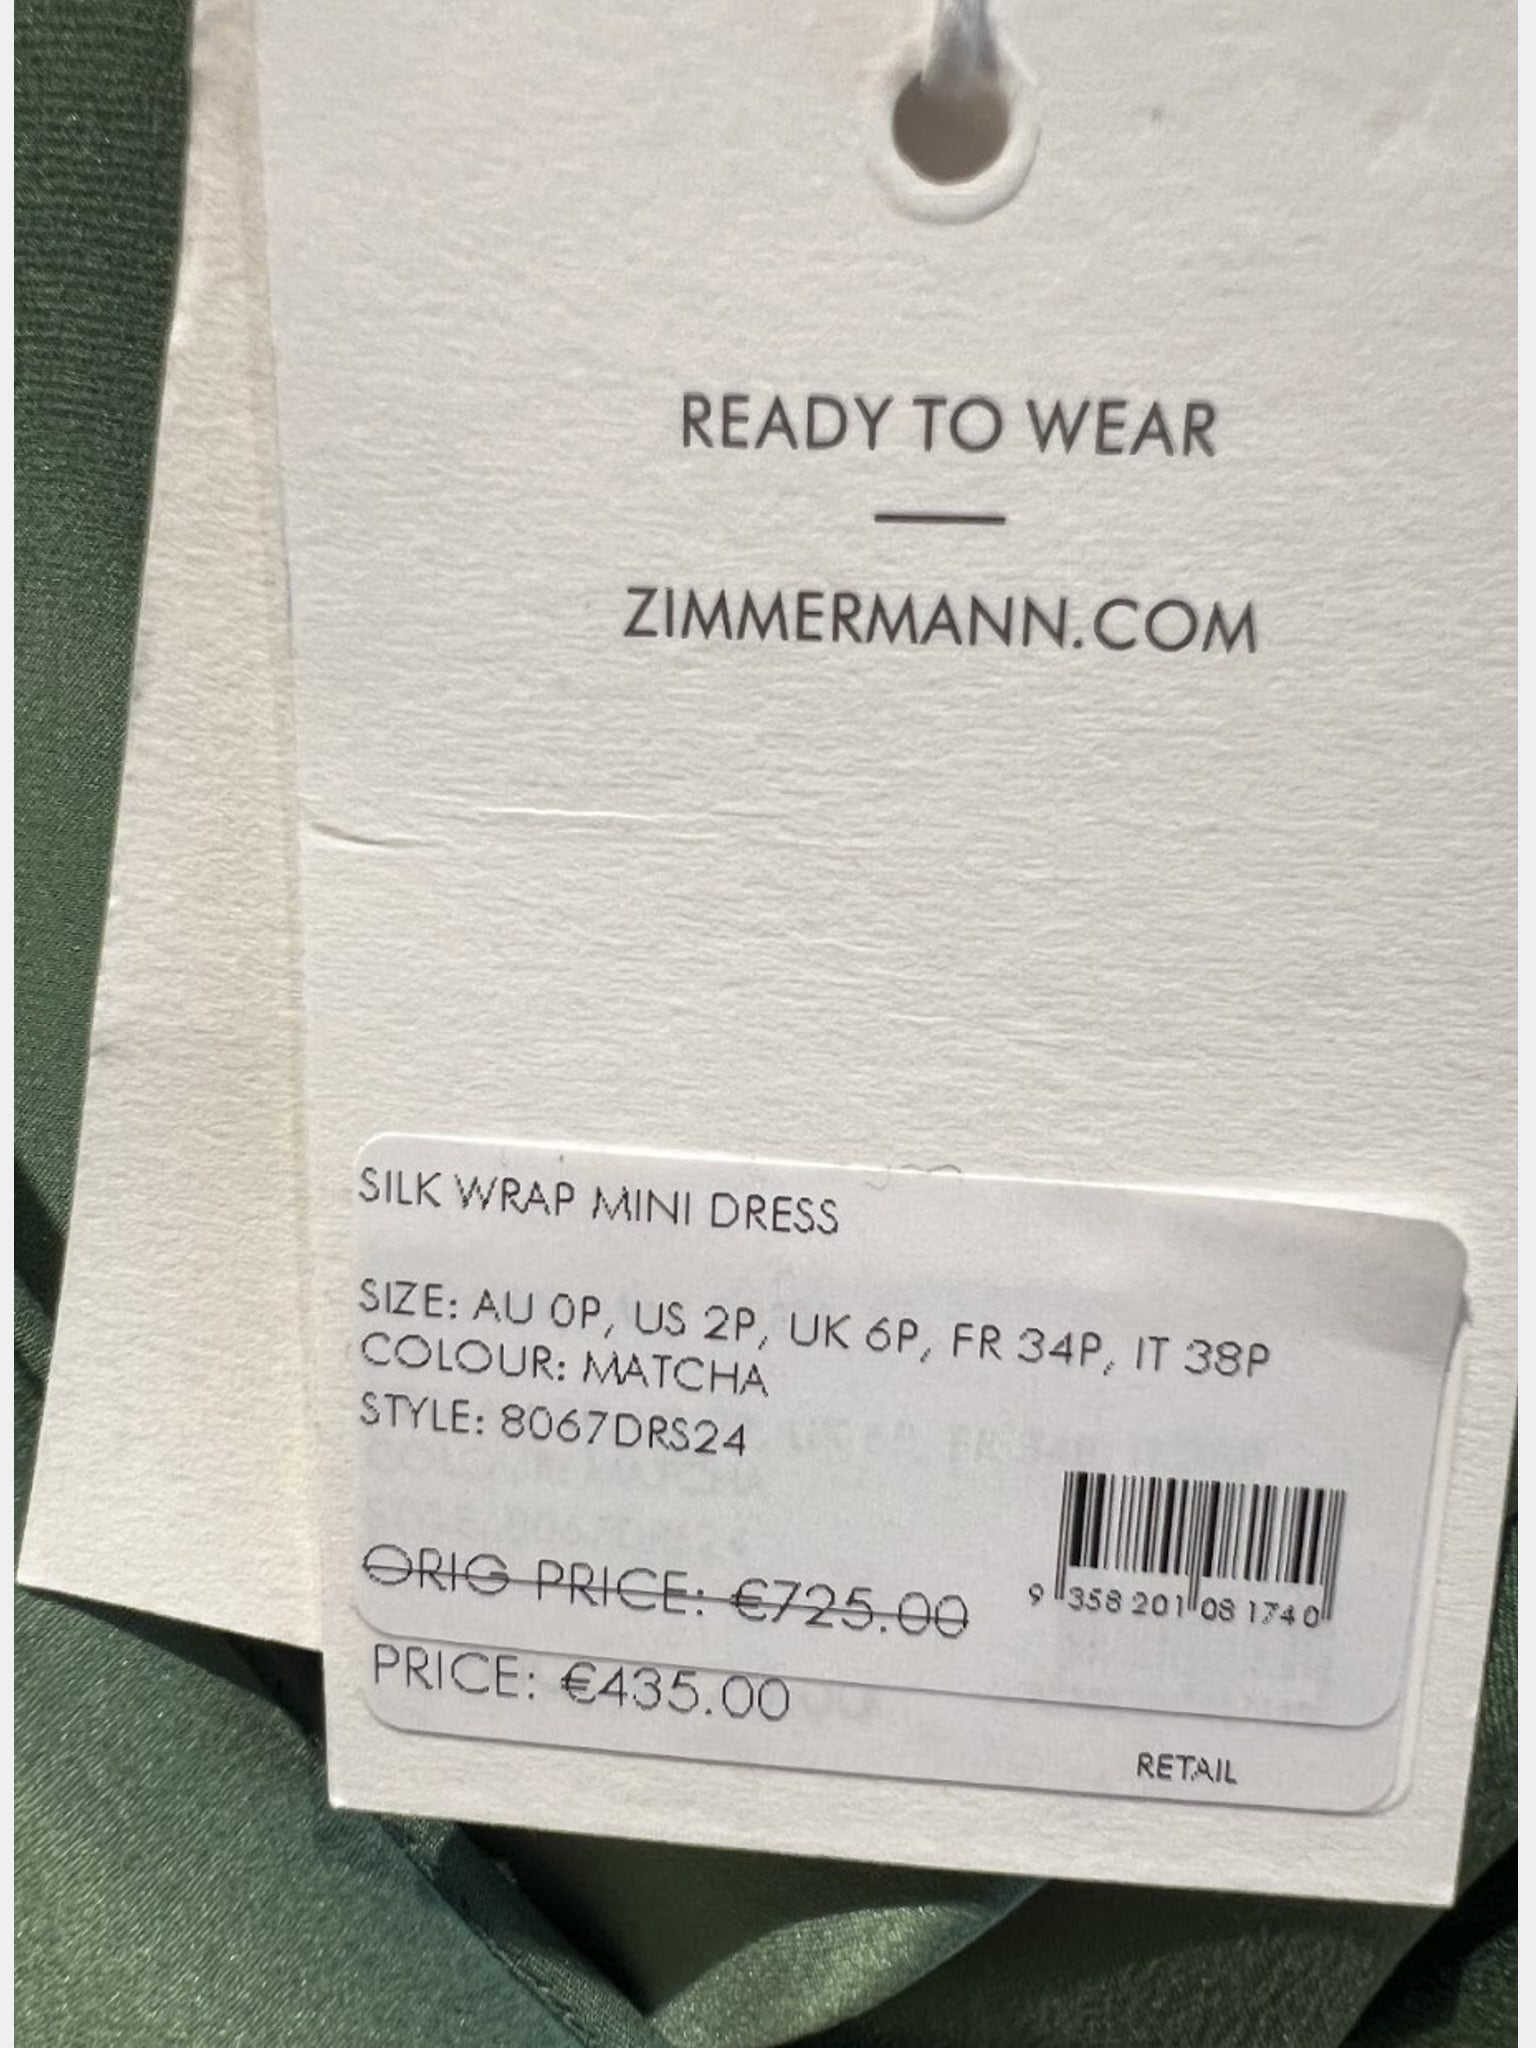 READY TO WEAR
ZIMMERMANN.COM
SILK WRAP MINI DRESS
SIZE: AU 0P, US 2P, UK 6P, FR 34P, IT 38P
COLOUR: MATCHA
STYLE: 8067DRS24
ORIG PRICE: €725.00
9 358201 081740
PRICE: €435.00
RETAIL